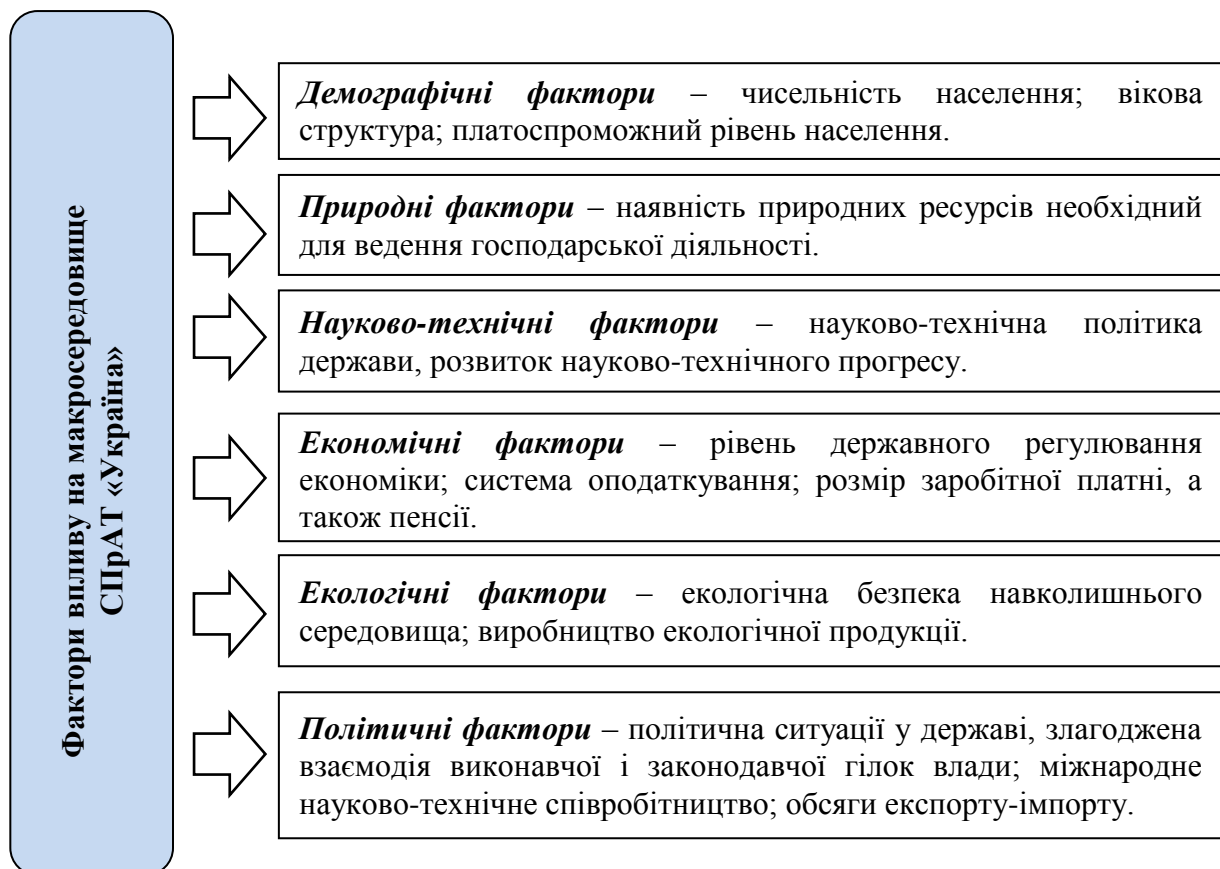 Фактори впливу на макросередовище
СПрАТ «Україна»
Демографічні фактори – чисельність населення; вікова
структура; платоспроможний рівень населення.
Природні фактори – наявність природних ресурсів необхідний
для ведення господарської діяльності.
Науково-технічні фактори – науково-технічна політика
держави, розвиток науково-технічного прогресу.
Економічні фактори – рівень державного регулювання
економіки; система оподаткування; розмір заробітної платні, а
також пенсії.
Екологічні фактори – екологічна безпека навколишнього
середовища; виробництво екологічної продукції.
Політичні фактори – політична ситуації у державі, злагоджена
взаємодія виконавчої і законодавчої гілок влади; міжнародне
науково-технічне співробітництво; обсяги експорту-імпорту.